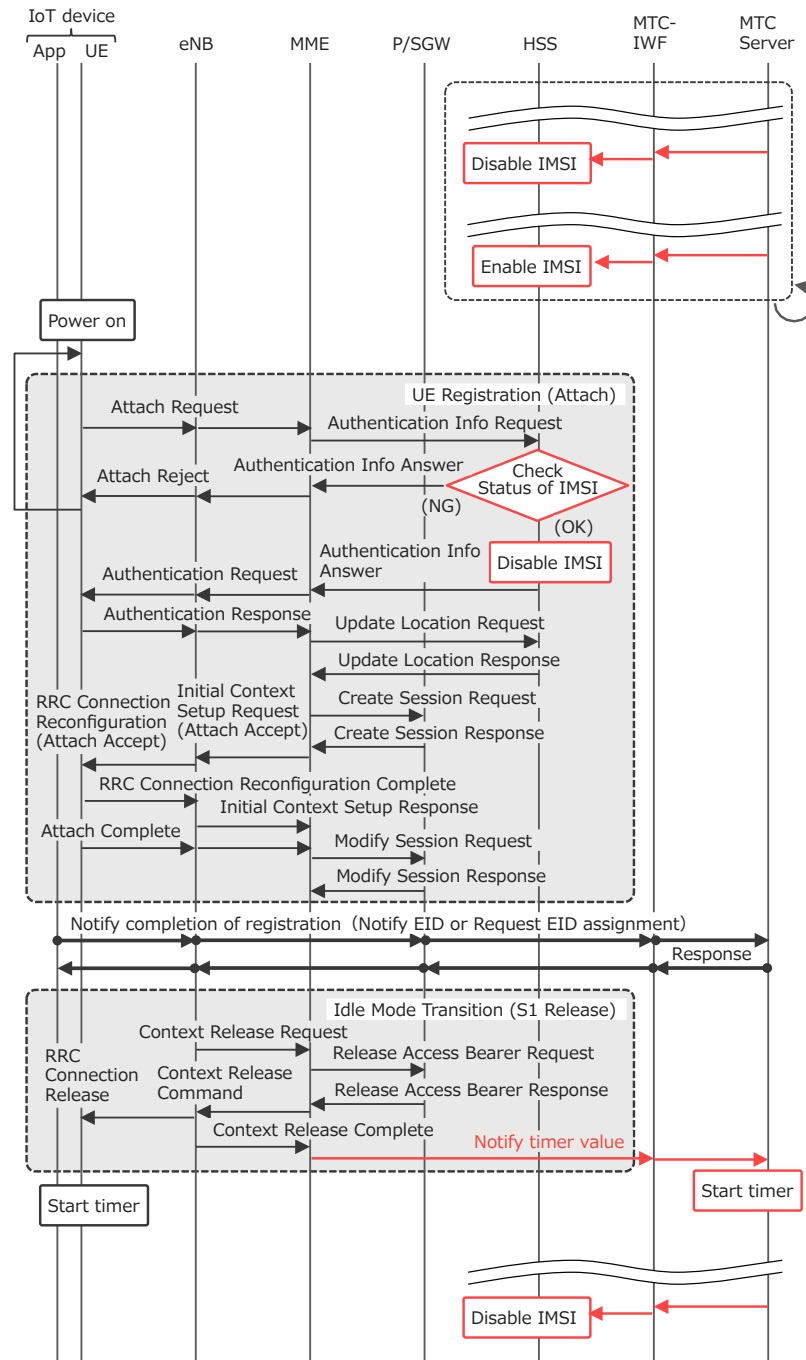 IoT device
App
UE
eNB
MME
P/SGW
HSS
MTC-
IWF
MTC
Server
Disable IMSI
Enable IMSI
Power on
UE Registration (Attach)
Attach Request
Authentication Info Request
Authentication Info Answer
Attach Reject
Check
Status of IMSI
(NG)
(OK)
Authentication Info
Answer
Disable IMSI
Authentication Request
Authentication Response
Update Location Request
Update Location Response
Initial Context
Setup Request
(Attach Accept)
Create Session Request
RRC Connection
Reconfiguration
(Attach Accept)
Create Session Response
RRC Connection Reconfiguration Complete
Initial Context Setup Response
Attach Complete
Modify Session Request
Modify Session Response
Notify completion of registration (Notify EID or Request EID assignment)
Response
Idle Mode Transition (S1 Release)
Context Release Request
Release Access Bearer Request
RRC
Connection
Release
Context Release
Command
Release Access Bearer Response
Context Release Complete
Notify timer value
Start timer
Start timer
Disable IMSI